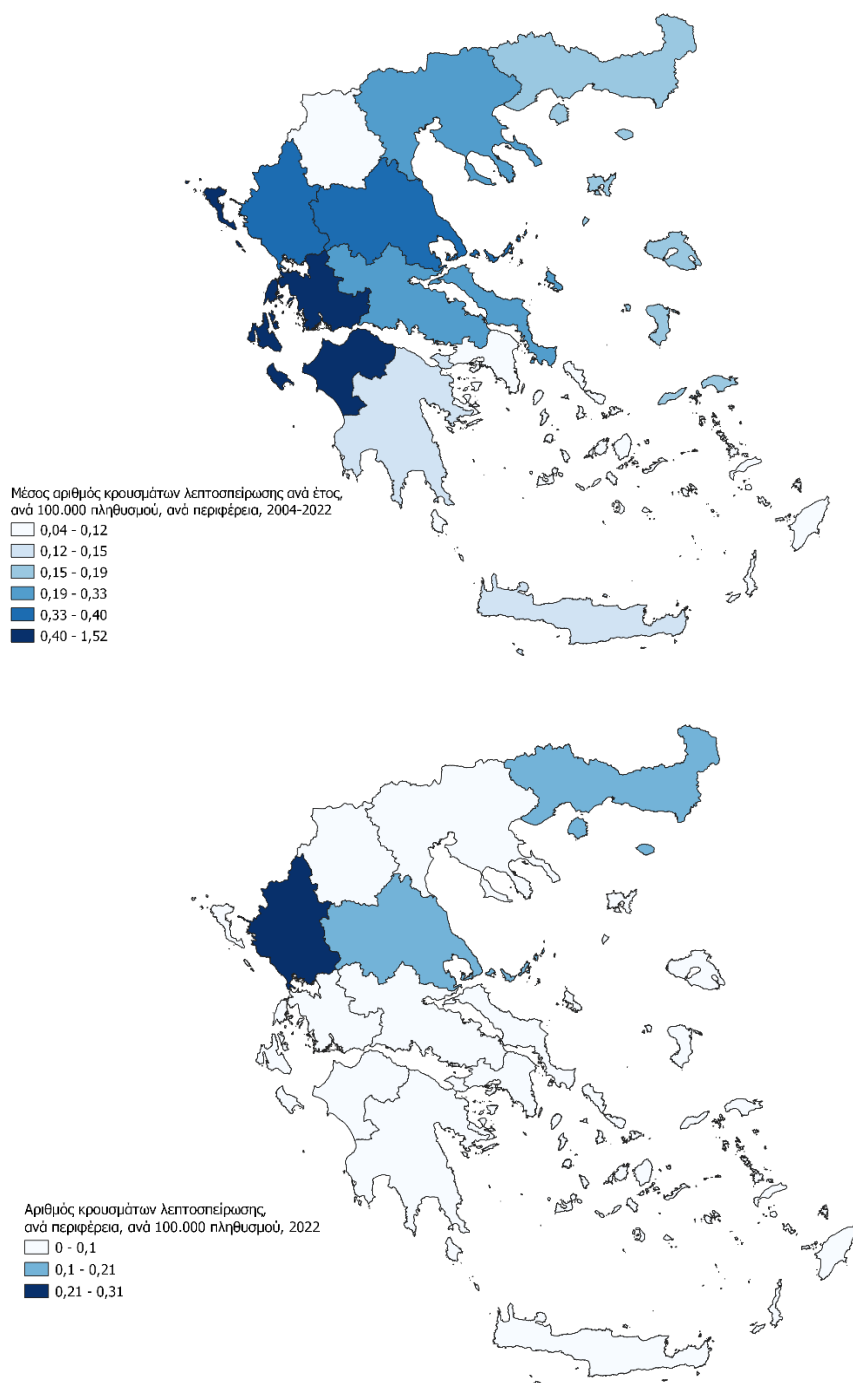 Μέσος αριθμός κρουσμάτων λεπτοσπείρωσης ανά έτος,
ανά 100.000 πληθυσμού, ανά περιφέρεια, 2004-2022
0,04 - 0,12
0,12 - 0,15
0,15 - 0,19
0,19 - 0,33
0,33 - 0,40
0,40 - 1,52
Αριθμός κρουσμάτων λεπτοσπείρωσης,
ανά περιφέρεια, ανά 100.000 πληθυσμού, 2022
0 - 0,1
0,1 - 0,21
0,21 - 0,31